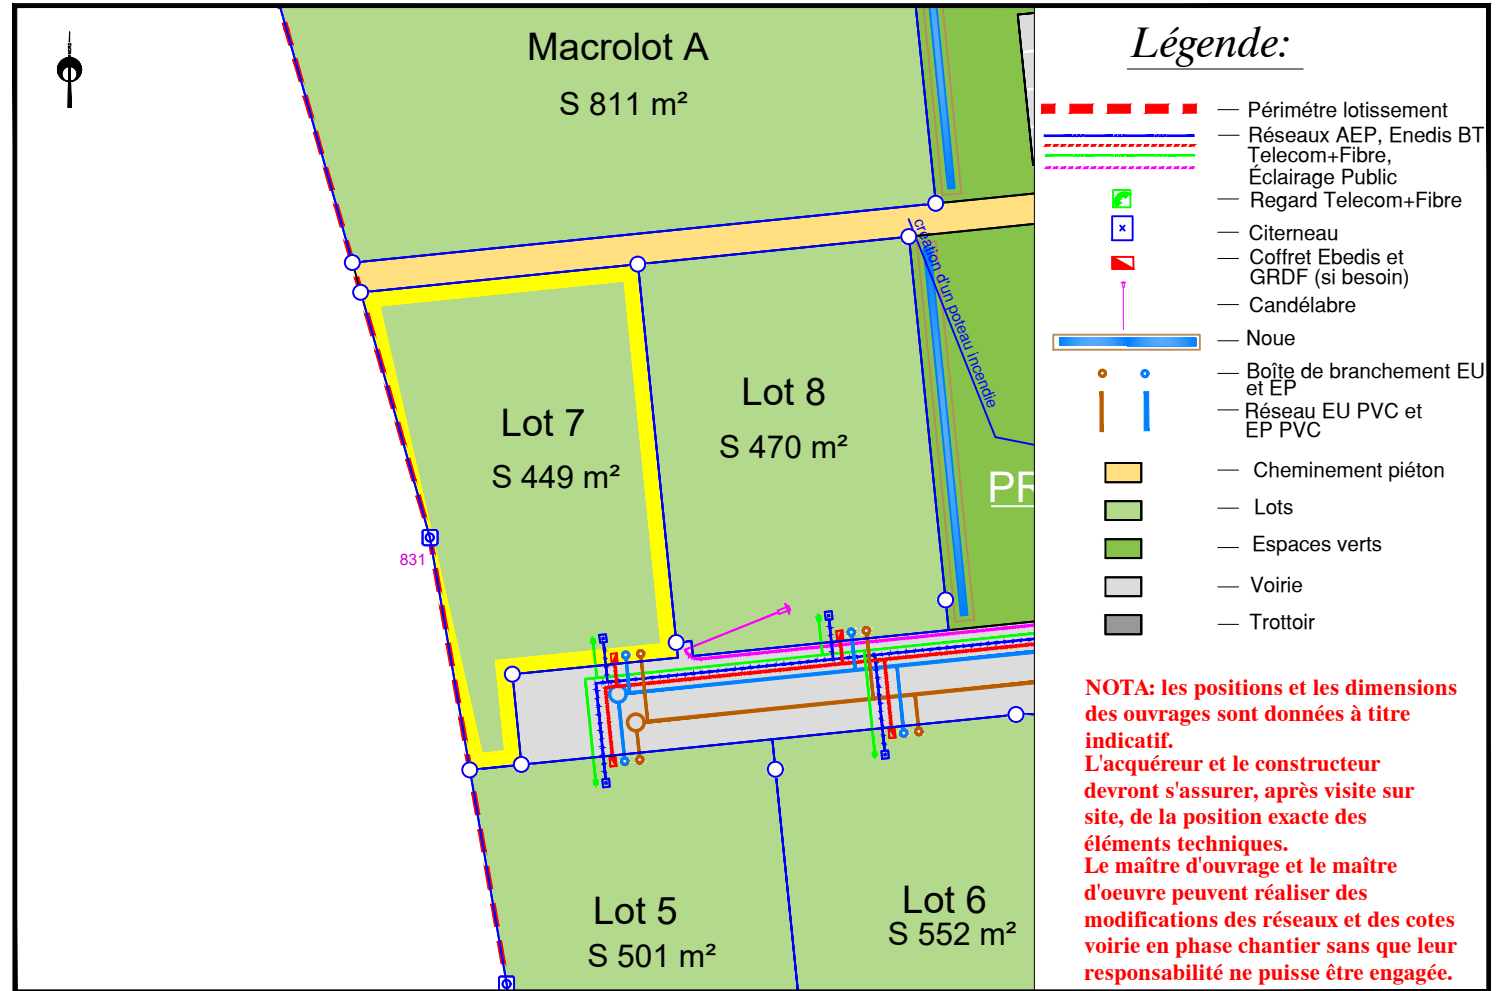 Macrolot A
S 811 m²
création d'un poteau incendie
Lot 7
S 449 m²
Lot 8
S 470 m²
PR
831
Lot 5
S 501 m²
Lot 6
S 552 m²
Légende:
Périmétre lotissement
Réseaux AEP, Enedis BT
Telecom+Fibre,
Éclairage Public
Regard Telecom+Fibre
Citerneau
Coffret Ebedis et
GRDF (si besoin)
Candélabre
Noue
Boîte de branchement EU
et EP
Réseau EU PVC et
EP PVC
Cheminement piéton
Lots
Espaces verts
Voirie
Trottoir
NOTA: les positions et les dimensions
des ouvrages sont données à titre
indicatif.
L'acquéreur et le constructeur
devront s'assurer, après visite sur
site, de la position exacte des
éléments techniques.
Le maître d'ouvrage et le maître
d'oeuvre peuvent réaliser des
modifications des réseaux et des cotes
voirie en phase chantier sans que leur
responsabilité ne puisse être engagée.